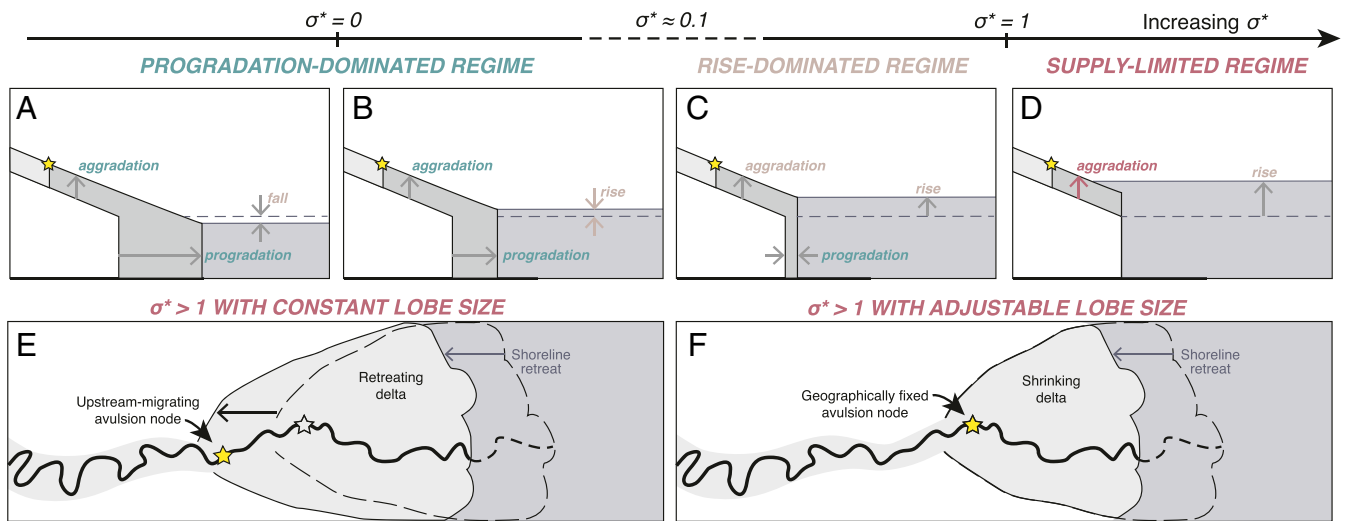 σ* = 0
σ* ≈ 0.1
σ* = 1
Increasing σ*
PROGRADATION-DOMINATED REGIME
RISE-DOMINATED REGIME
SUPPLY-LIMITED REGIME
A
aggradation
fall
progradation
B
aggradation
rise
progradation
C
aggradation
rise
progradation
D
aggradation
rise
σ* > 1 WITH CONSTANT LOBE SIZE
σ* > 1 WITH ADJUSTABLE LOBE SIZE
E
Upstream-migrating
avulsion node
Retreating
delta
Shoreline
retreat
F
Geographically fixed
avulsion node
Shrinking
delta
Shoreline
retreat